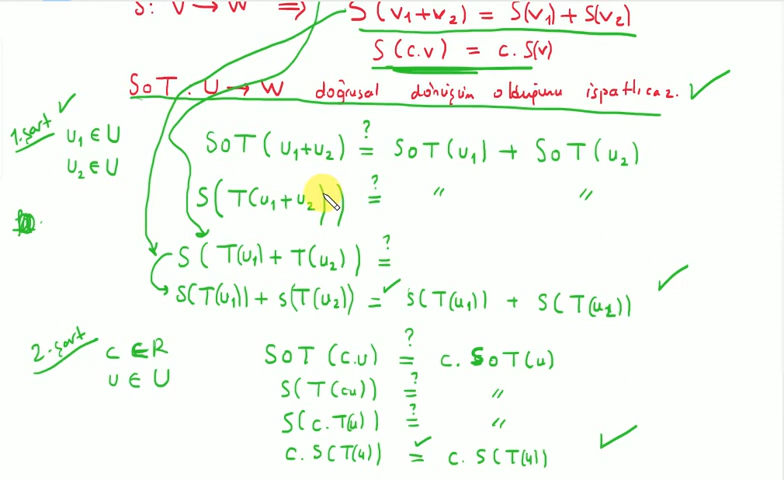 S: V → W ⇒ S(v₁+v₂) = S(v₁)+S(v₂)
S(c.v) = c.S(v)
SoT: U → W doğrusal dönüşüm olduğunu ispatlıcaz. ✓
1.şart ✓
u₁ ∈ U
u₂ ∈ U
SoT(u₁+u₂) ?= SoT(u₁) + SoT(u₂)
S(T(u₁+u₂)) ?= " "
S(T(u₁)+T(u₂)) ?=
S(T(u₁))+S(T(u₂)) =✓ S(T(u₁)) + S(T(u₂)) ✓
2.şart
c ∈ R
u ∈ U
SoT(c.u) ?= c.SoT(u)
S(T(cu)) ?= "
S(c.T(u)) ?= "
c.S(T(u)) =✓ c.S(T(u)) ✓